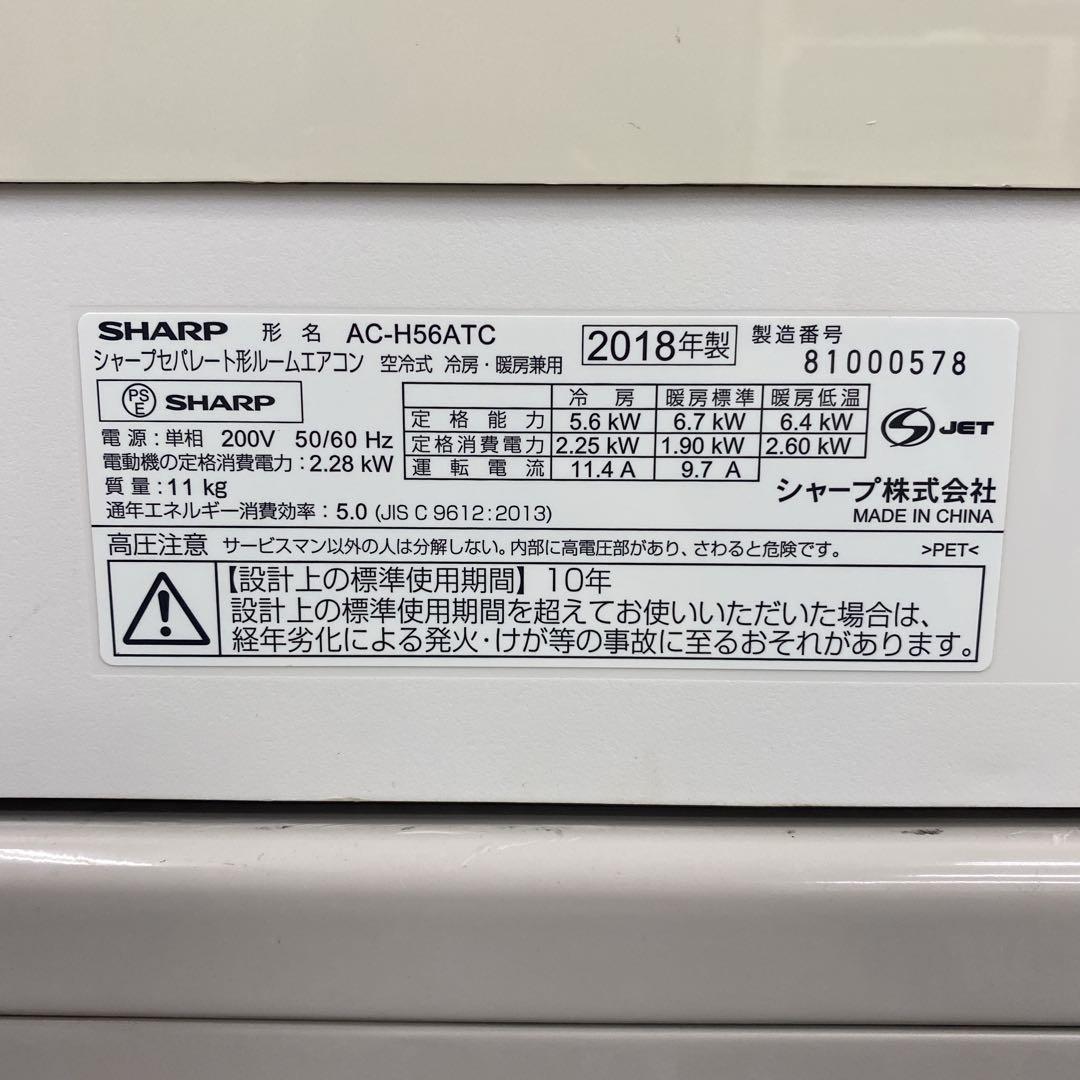 SHARP 形名 AC-H56ATC 2018年製 製造番号
シャープセパレート形ルームエアコン 空冷式 冷房・暖房兼用 81000578
PSE SHARP
冷房 暖房標準 暖房低温
定格能力 5.6 kW 6.7 kW 6.4 kW
定格消費電力 2.25 kW 1.90 kW 2.60 kW
運転電流 11.4 A 9.7 A
S JET
電源:単相 200V 50/60 Hz
電動機の定格消費電力:2.28 kW
質量:11 kg
通年エネルギー消費効率:5.0 (JIS C 9612:2013)
シャープ株式会社
MADE IN CHINA
高圧注意 サービスマン以外の人は分解しない。内部に高電圧部があり、さわると危険です。 >PET<
【設計上の標準使用期間】10年
設計上の標準使用期間を超えてお使いいただいた場合は、
経年劣化による発火・けが等の事故に至るおそれがあります。